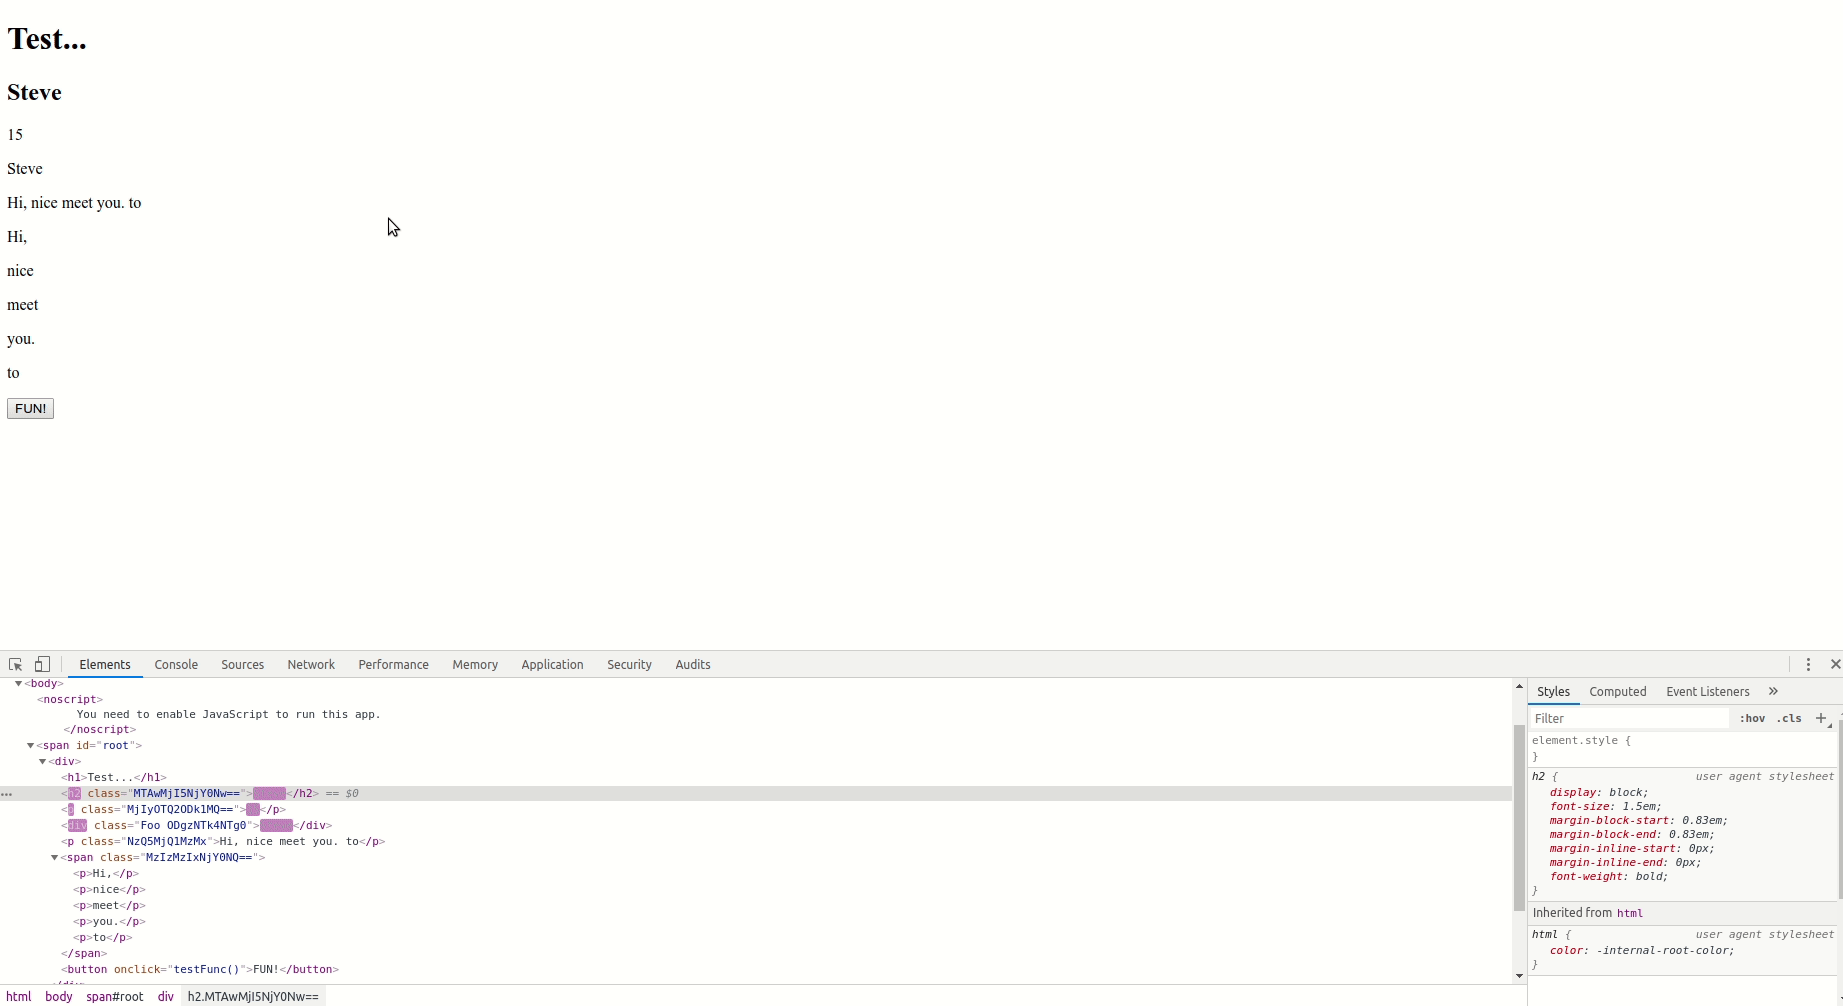 Test...
Steve
15
Steve
Hi, nice meet you. to
Hi,
nice
meet
you.
to
FUN!
Elements Console Sources Network Performance Memory Application Security Audits
<body>
<noscript>
You need to enable JavaScript to run this app.
</noscript>
<span id="root">
<div>
<h1>Test...</h1>
<h2 class="MTAwMjI5NjY0Nw=="></h2> == $0
<p class="MjIyOTQ2ODk1MQ=="></p>
<div class="Foo ODgzNTk4NTg0"></div>
<p class="NzQ5MjQ1MzMx">Hi, nice meet you. to</p>
<span class="MzIzMzIxNjY0NQ==">
<p>Hi,</p>
<p>nice</p>
<p>meet</p>
<p>you.</p>
<p>to</p>
</span>
<button onclick="testFunc()">FUN!</button>
html body span#root div h2.MTAwMjI5NjY0Nw==
Styles Computed Event Listeners »
Filter :hov .cls +
element.style {
}
h2 { user agent stylesheet
display: block;
font-size: 1.5em;
margin-block-start: 0.83em;
margin-block-end: 0.83em;
margin-inline-start: 0px;
margin-inline-end: 0px;
font-weight: bold;
}
Inherited from html
html { user agent stylesheet
color: -internal-root-color;
}